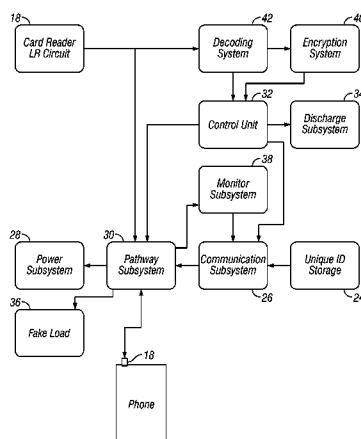 18
42
40
Card Reader
LR Circuit
Decoding
System
Encryption
System
32
34
Control Unit
Discharge
Subsystem
38
Monitor
Subsystem
28
30
Power
Subsystem
Pathway
Subsystem
Communication
Subsystem
Unique ID
Storage
36
26
24
Fake Load
18
Phone